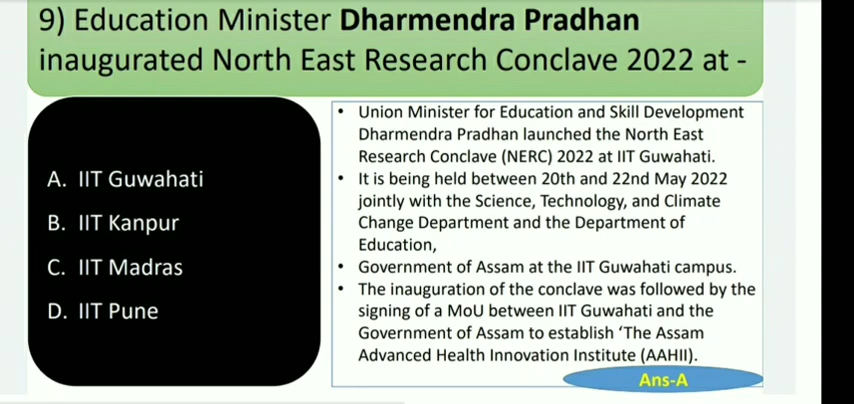 9) Education Minister Dharmendra Pradhan
inaugurated North East Research Conclave 2022 at -
A. IIT Guwahati
B. IIT Kanpur
C. IIT Madras
D. IIT Pune
• Union Minister for Education and Skill Development
Dharmendra Pradhan launched the North East
Research Conclave (NERC) 2022 at IIT Guwahati.
• It is being held between 20th and 22nd May 2022
jointly with the Science, Technology, and Climate
Change Department and the Department of
Education,
• Government of Assam at the IIT Guwahati campus.
• The inauguration of the conclave was followed by the
signing of a MoU between IIT Guwahati and the
Government of Assam to establish ‘The Assam
Advanced Health Innovation Institute (AAHII).
Ans-A